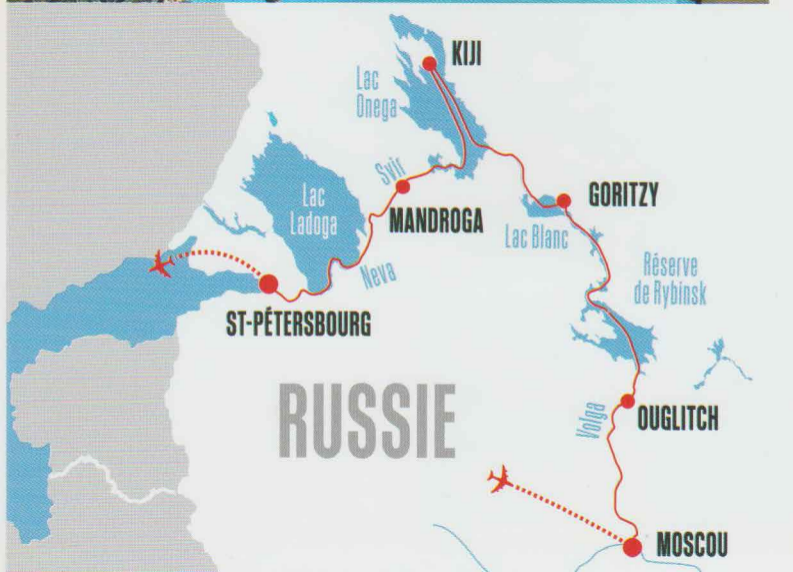 KIJI
Lac
Onega
Svir
Lac
Ladoga
MANDROGA
GORITZY
Lac Blanc
Neva
Réserve
de Rybinsk
ST-PÉTERSBOURG
RUSSIE
Volga
OUGLITCH
MOSCOU